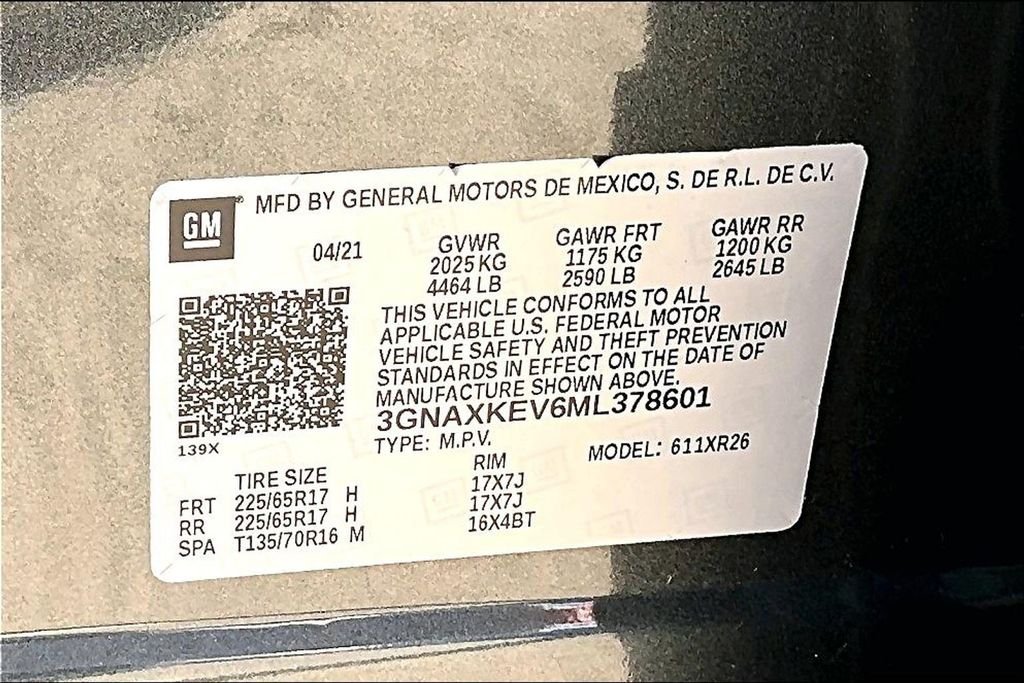 GM
MFD BY GENERAL MOTORS DE MEXICO, S. DE R.L. DE C.V.
04/21
GVWR
2025 KG
4464 LB
GAWR FRT
1175 KG
2590 LB
GAWR RR
1200 KG
2645 LB
THIS VEHICLE CONFORMS TO ALL
APPLICABLE U.S. FEDERAL MOTOR
VEHICLE SAFETY AND THEFT PREVENTION
STANDARDS IN EFFECT ON THE DATE OF
MANUFACTURE SHOWN ABOVE.
3GNAXKEV6ML378601
139X
TYPE: M.P.V.
MODEL: 611XR26
TIRE SIZE RIM
FRT 225/65R17 H 17X7J
RR 225/65R17 H 17X7J
SPA T135/70R16 M 16X4BT